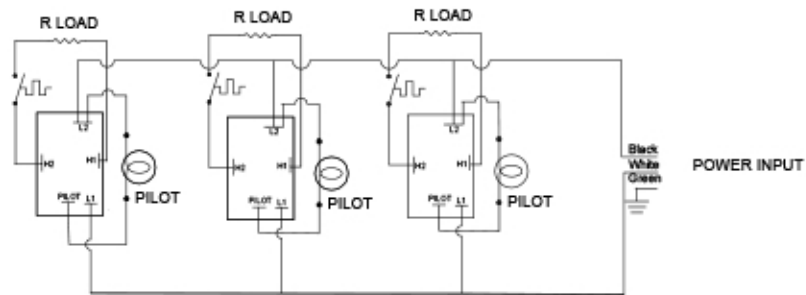 R LOAD
R LOAD
R LOAD
L2
L2
L2
H2
H1
H2
H1
H2
H1
Black
White
Green
POWER INPUT
PILOT
L1
PILOT
PILOT
L1
PILOT
PILOT
L1
PILOT